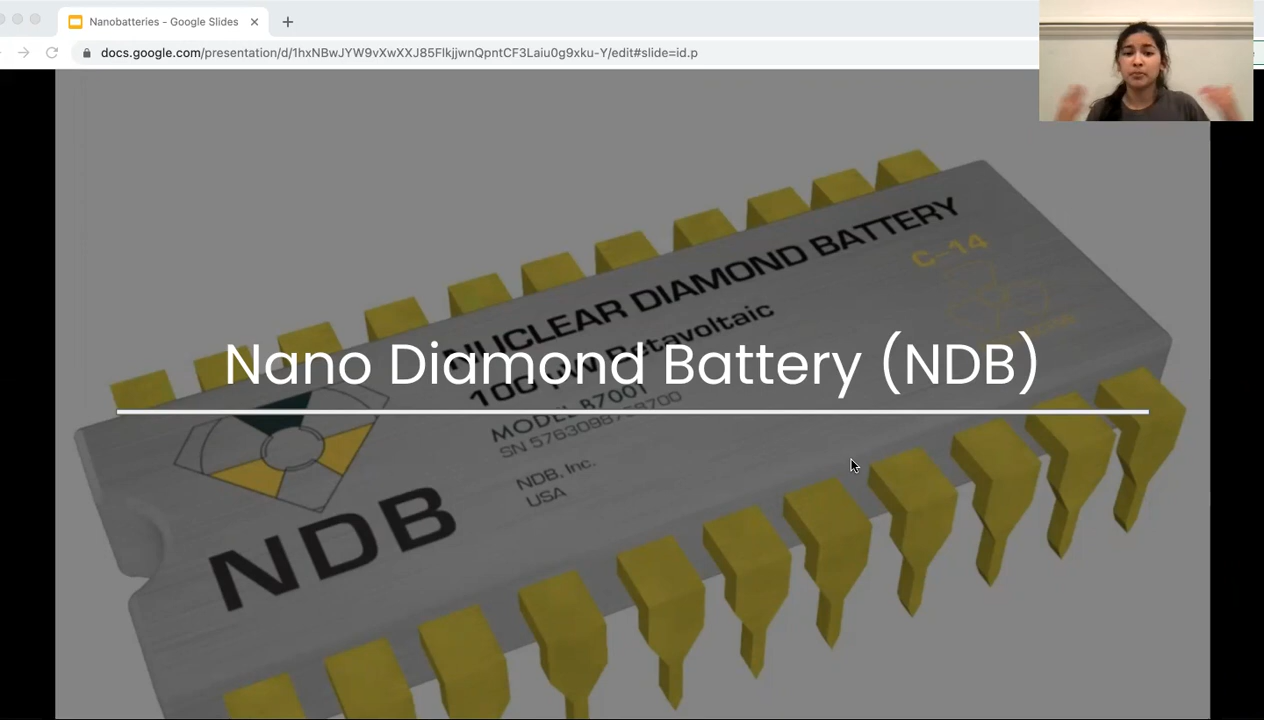 Nanobatteries - Google Slides
docs.google.com/presentation/d/1hxNBwJYW9vXwXXJ85FlkjjwnQpntCF3Laiu0g9xku-Y/edit#slide=id.p
NUCLEAR DIAMOND BATTERY
C-14
Betavoltaic
Nano Diamond Battery (NDB)
MODEL B7001
NDB, Inc.
USA
NDB